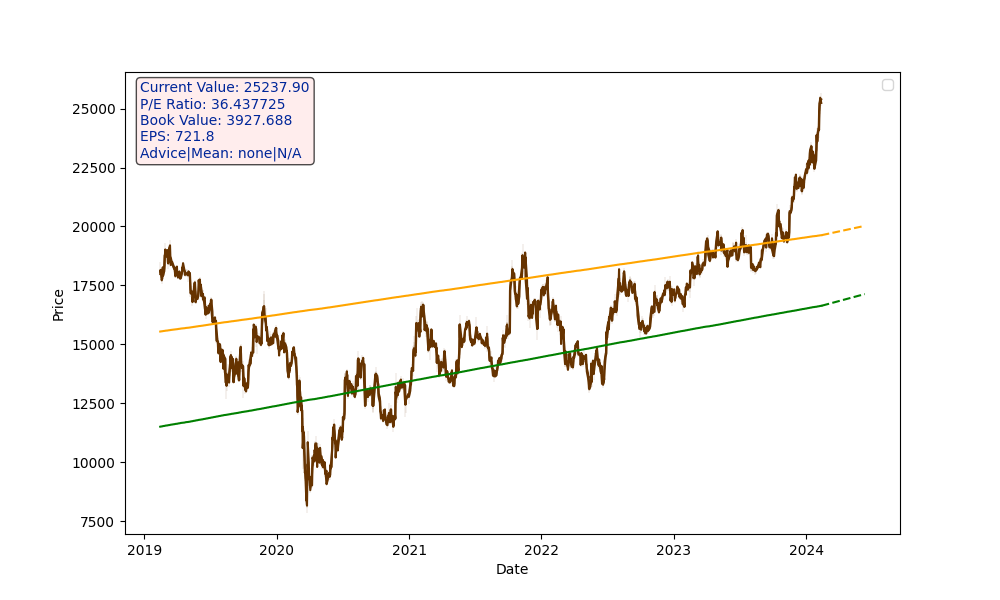 Current Value: 25237.90
P/E Ratio: 36.437725
Book Value: 3927.688
EPS: 721.8
Advice|Mean: none|N/A
25000
22500
20000
17500
15000
12500
10000
7500
Price
2019 2020 2021 2022 2023 2024
Date